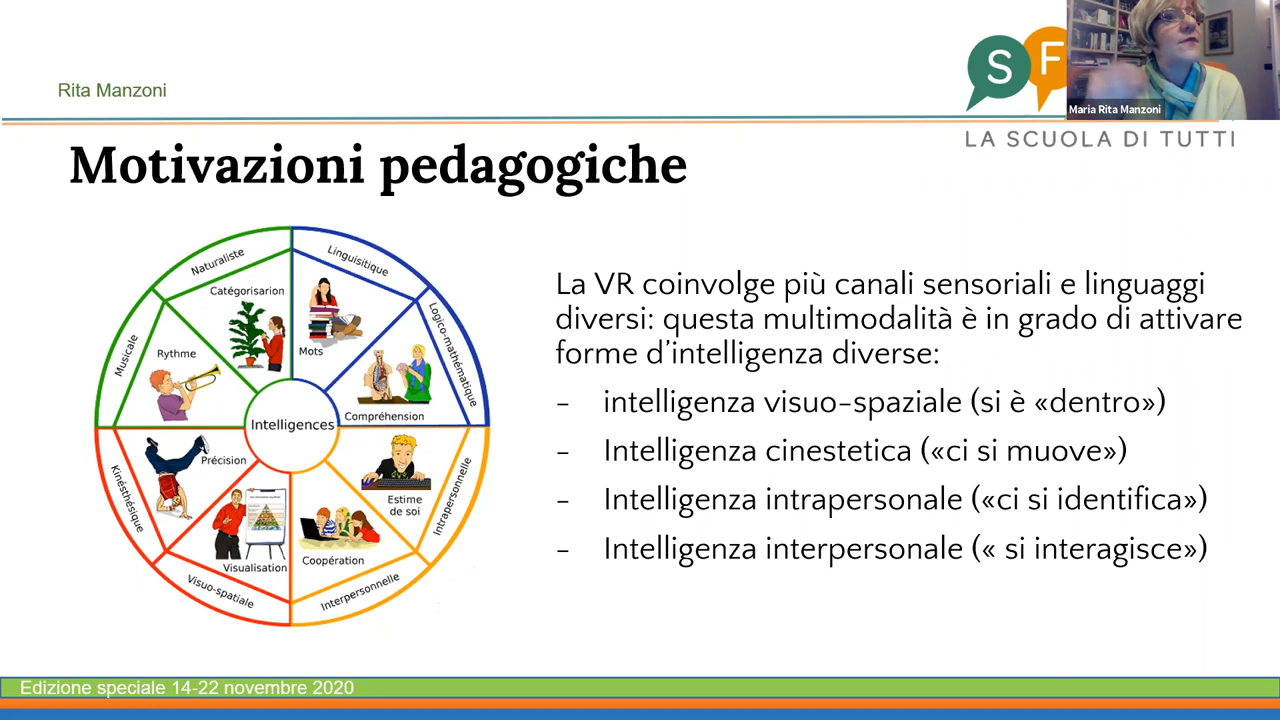 Rita Manzoni
S F
Maria Rita Manzoni
LA SCUOLA DI TUTTI
Motivazioni pedagogiche
Naturaliste
Linguisitique
Catégorisarion
Mots
Musicale
Rythme
Logico-mathématique
Compréhension
Intelligences
Kinésthésique
Précision
Estime
de soi
Intrapersonnelle
Visualisation
Coopération
Visuo-spatiale
Interpersonnelle
La VR coinvolge più canali sensoriali e linguaggi
diversi: questa multimodalità è in grado di attivare
forme d’intelligenza diverse:
- intelligenza visuo-spaziale (si è «dentro»)
- Intelligenza cinestetica («ci si muove»)
- Intelligenza intrapersonale («ci si identifica»)
- Intelligenza interpersonale (« si interagisce»)
Edizione speciale 14-22 novembre 2020